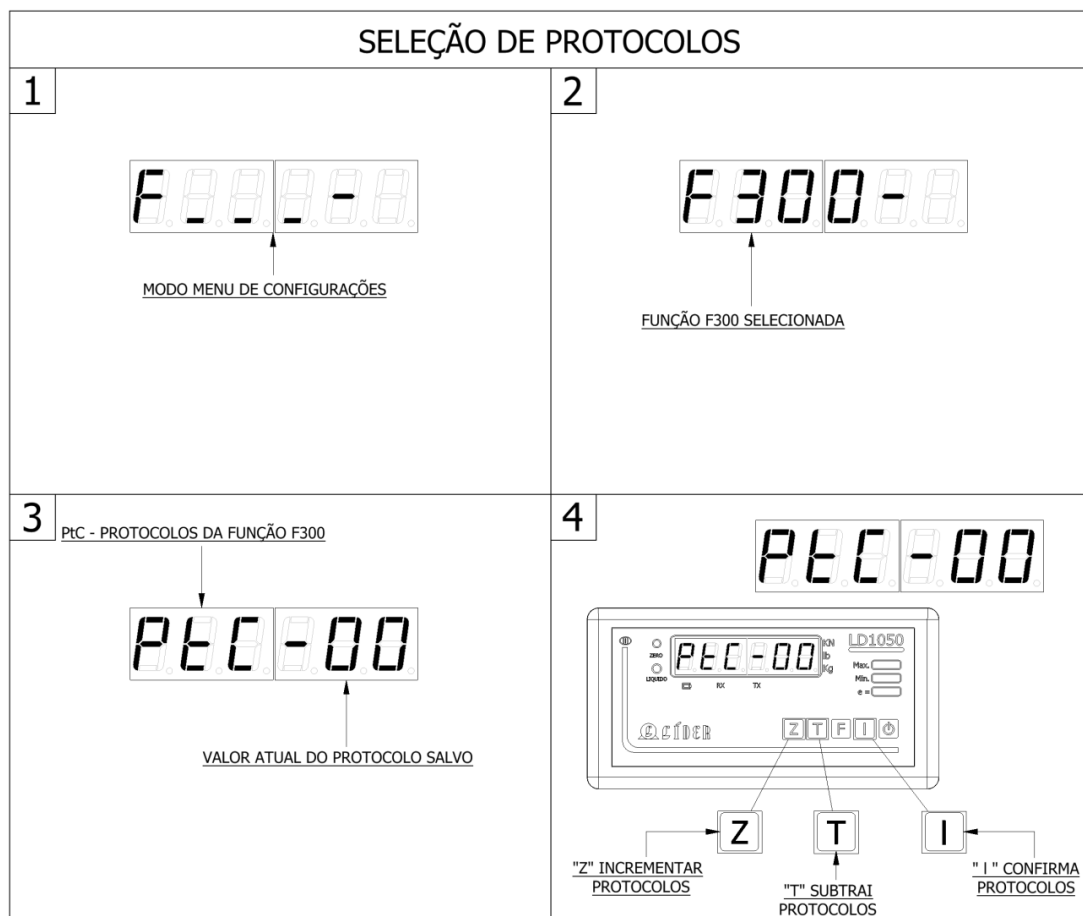 SELEÇÃO DE PROTOCOLOS
1
F _ _ _ -
MODO MENU DE CONFIGURAÇÕES
2
F300-
FUNÇÃO F300 SELECIONADA
3
PtC - PROTOCOLOS DA FUNÇÃO F300
PtC-00
VALOR ATUAL DO PROTOCOLO SALVO
4
PtC-00
LD1050
ZERO
LIQUIDO
PtC-00
KN
lb
Kg
RX TX
Max.
Min.
e =
LÍDER
Z T F I
Z T I
"Z" INCREMENTAR
PROTOCOLOS
"T" SUBTRAI
PROTOCOLOS
" I " CONFIRMA
PROTOCOLOS